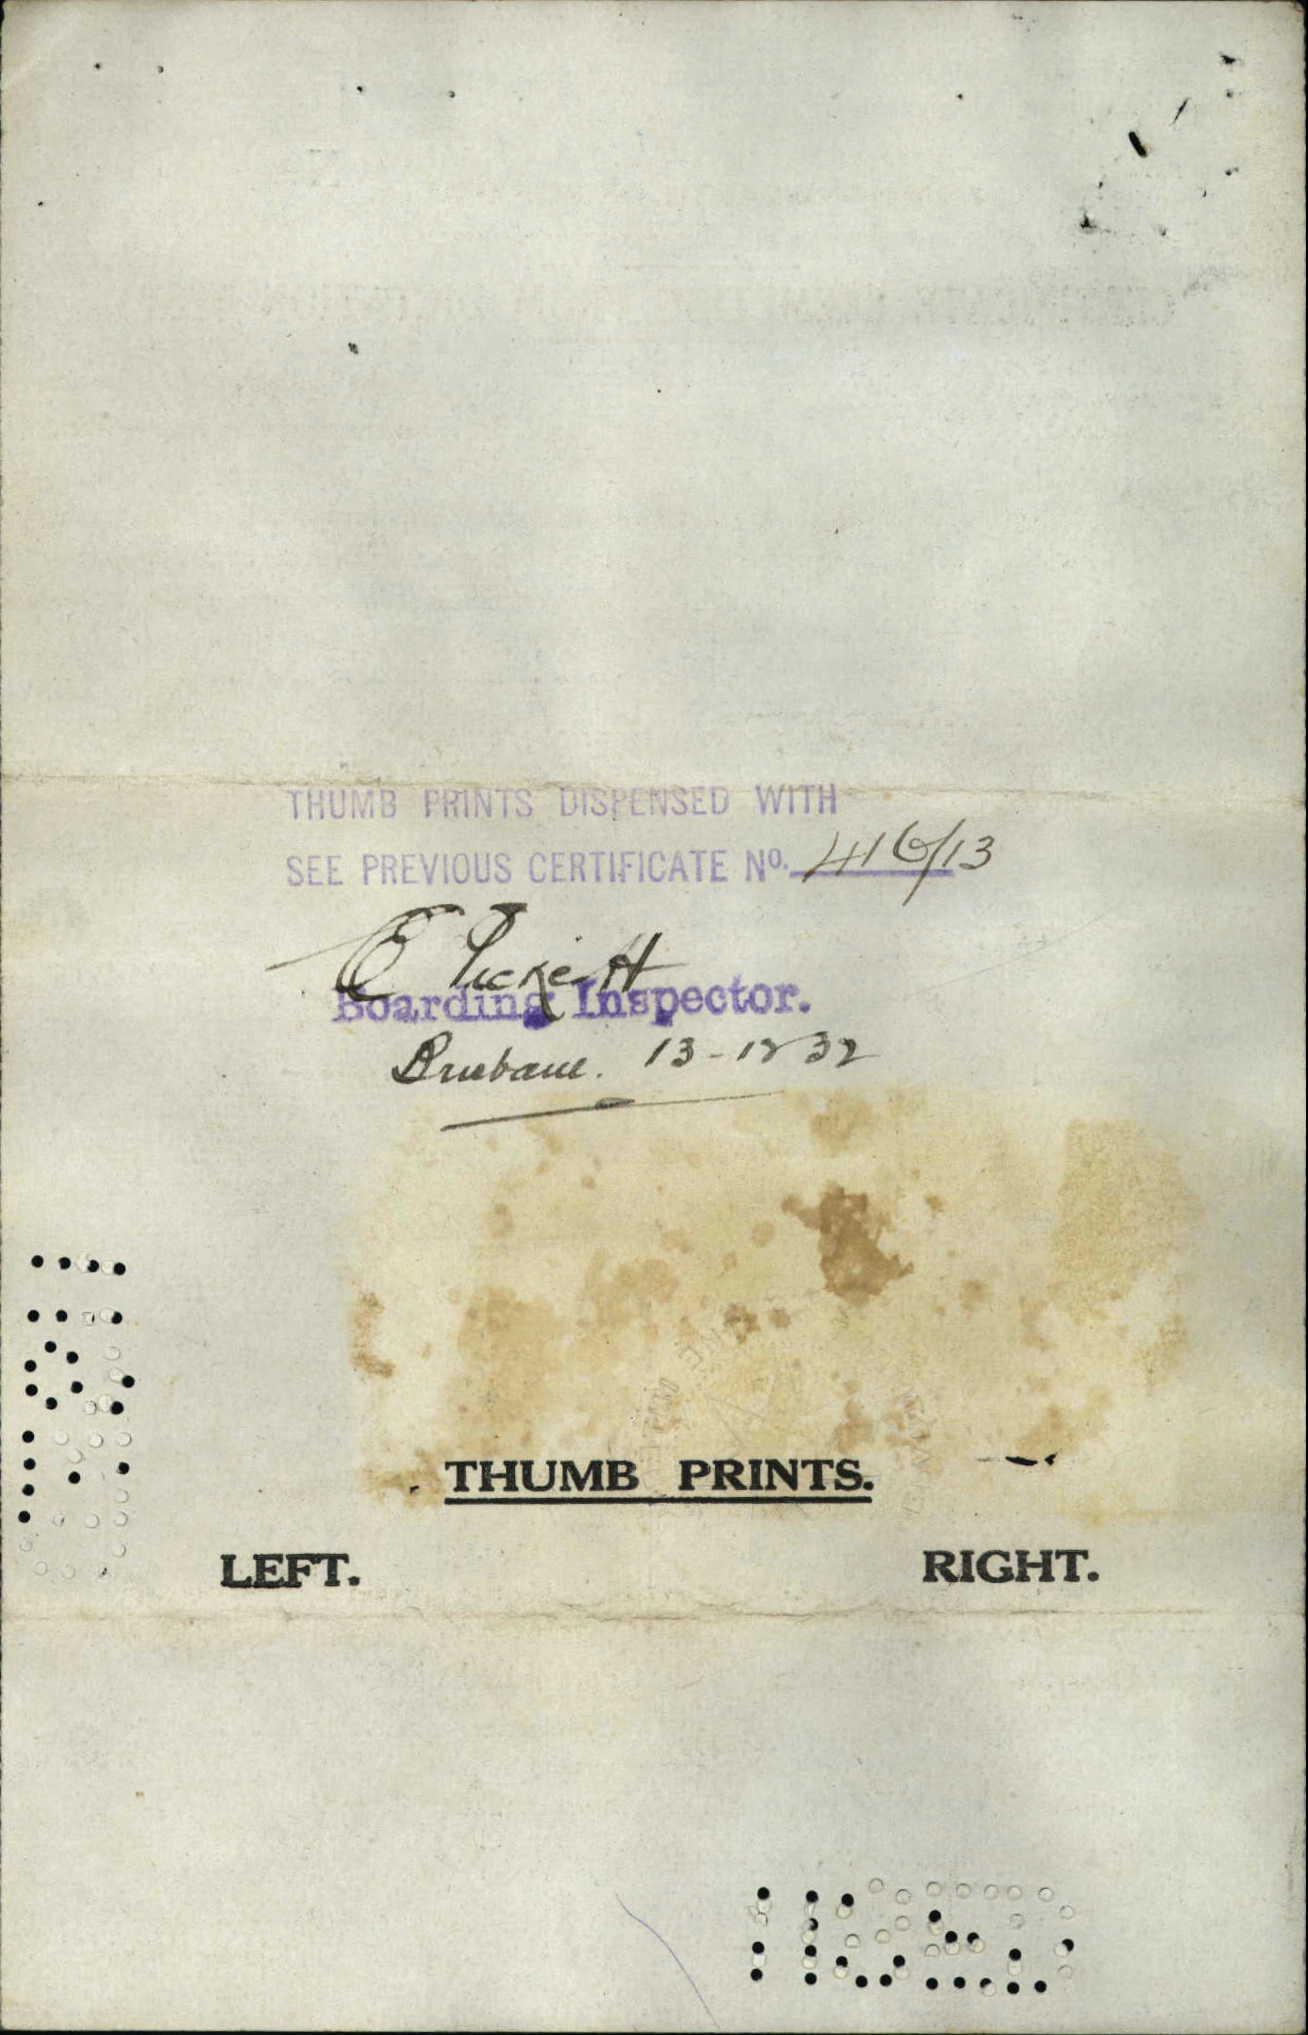 THUMB PRINTS DISPENSED WITH
SEE PREVIOUS CERTIFICATE No. 416/13
E Pickett
Boarding Inspector.
Brisbane. 13-12 32
THUMB PRINTS.
LEFT.
RIGHT.